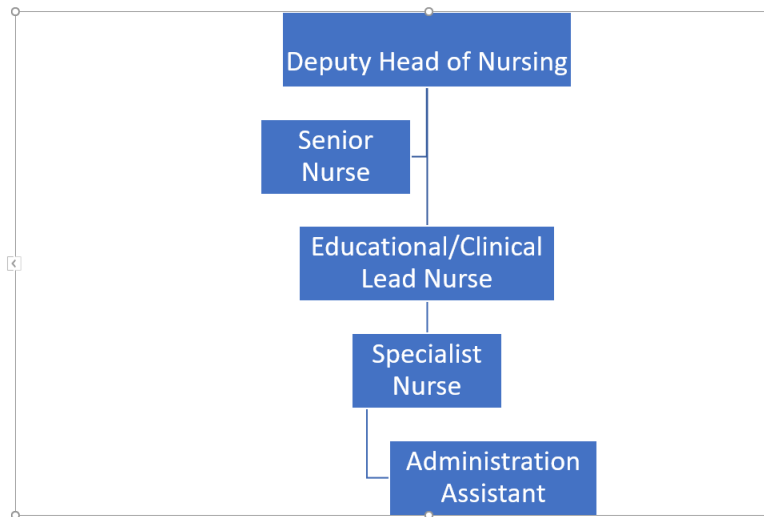 Deputy Head of Nursing
Senior
Nurse
Educational/Clinical
Lead Nurse
Specialist
Nurse
Administration
Assistant